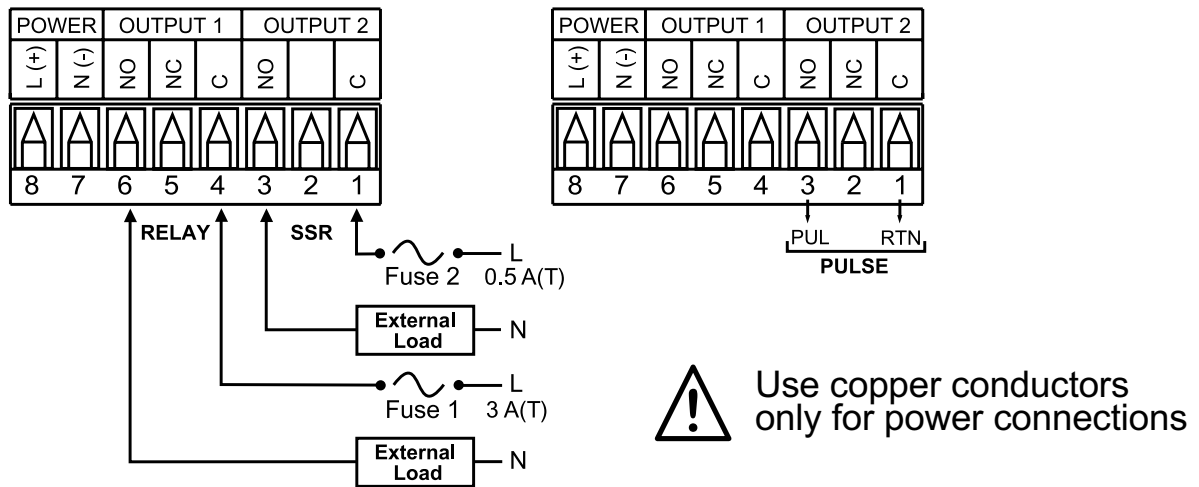 POWER OUTPUT 1 OUTPUT 2
L (+) N (-) NO NC C NO C
8 7 6 5 4 3 2 1
RELAY SSR
L
Fuse 2 0.5 A(T)
External
Load
N
L
Fuse 1 3 A(T)
External
Load
N
POWER OUTPUT 1 OUTPUT 2
L (+) N (-) NO NC C NO NC C
8 7 6 5 4 3 2 1
PUL RTN
PULSE
!
Use copper conductors
only for power connections